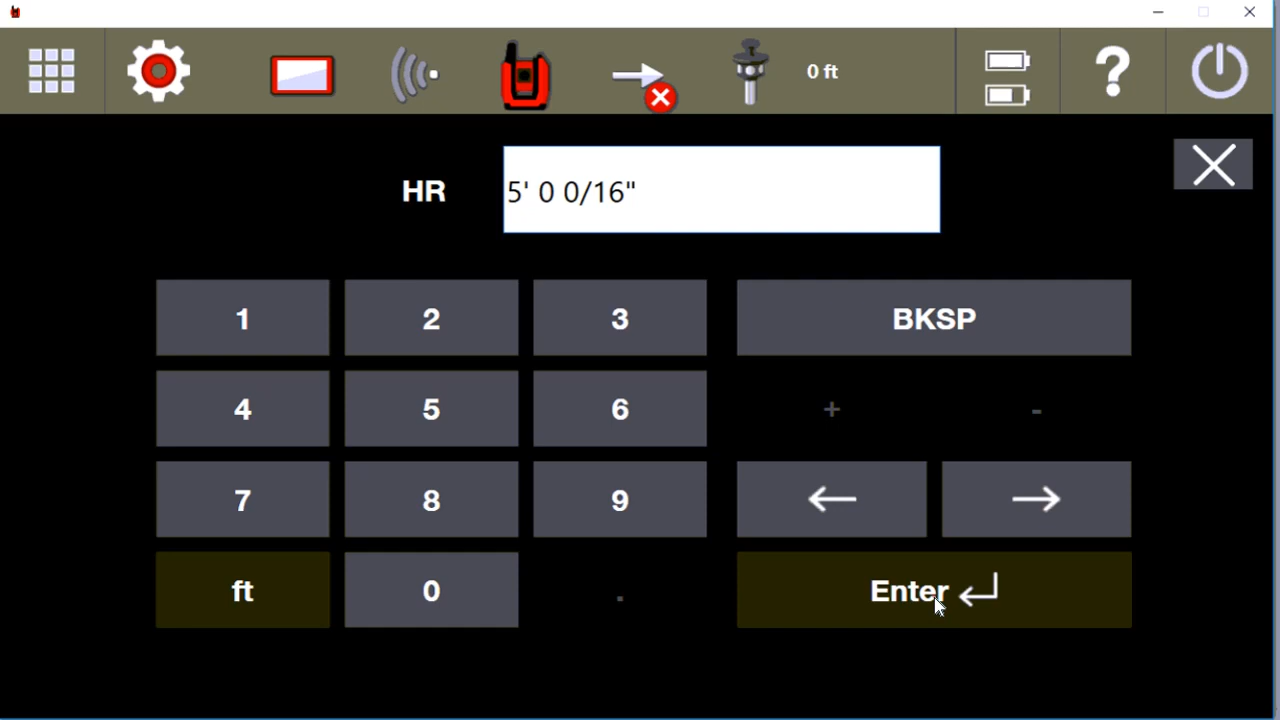 0 ft
?
HR
5' 0 0/16"
1 2 3 BKSP
4 5 6 + -
7 8 9
ft 0 . Enter